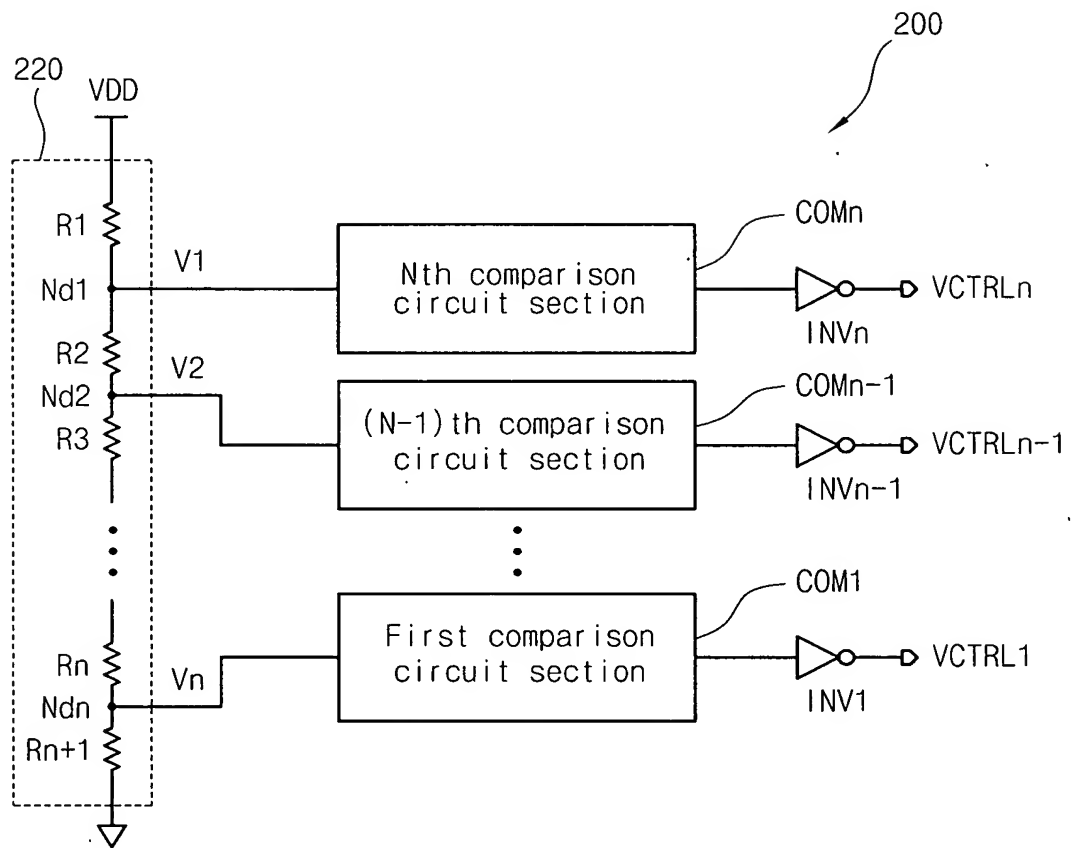 200
220
VDD
R1
V1
Nd1
Nth comparison
circuit section
COMn
INVn
VCTRLn
R2
V2
Nd2
R3
(N-1)th comparison
circuit section
COMn-1
INVn-1
VCTRLn-1
First comparison
circuit section
COM1
INV1
VCTRL1
Rn
Vn
Ndn
Rn+1